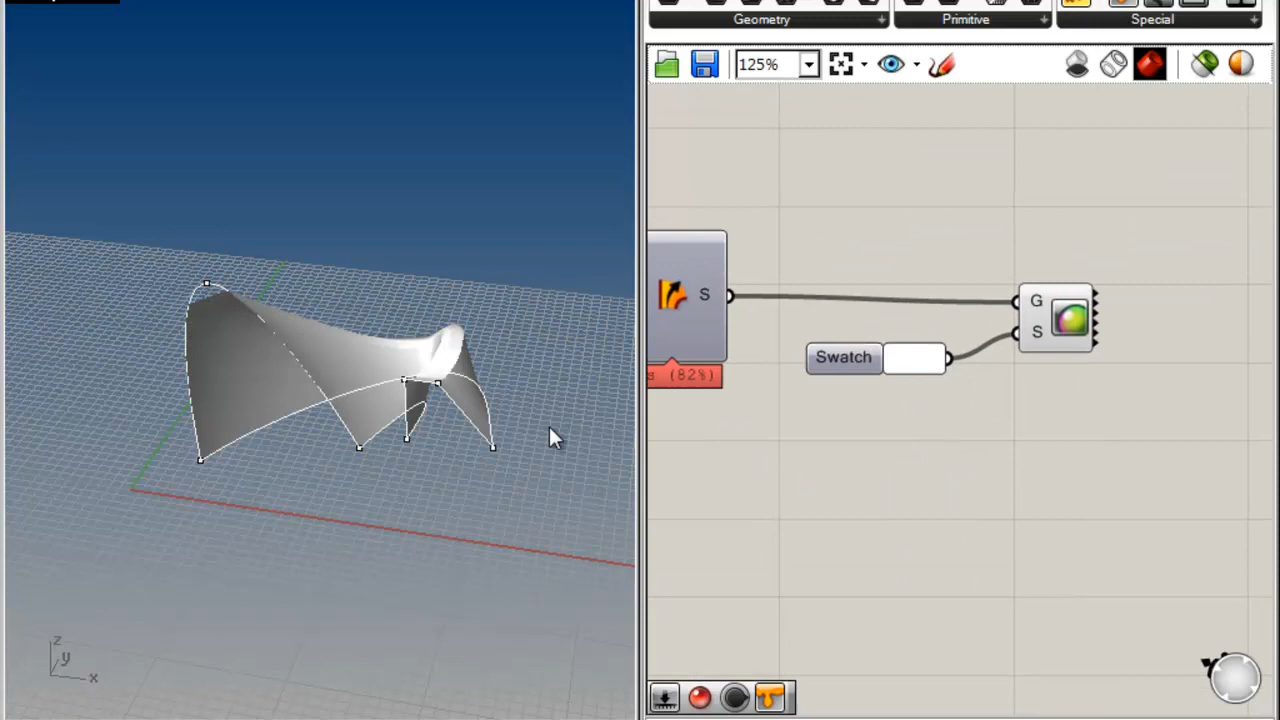 Geometry
Primitive
Special
125%
S
G
S
Swatch
s (82%)
z
y
x